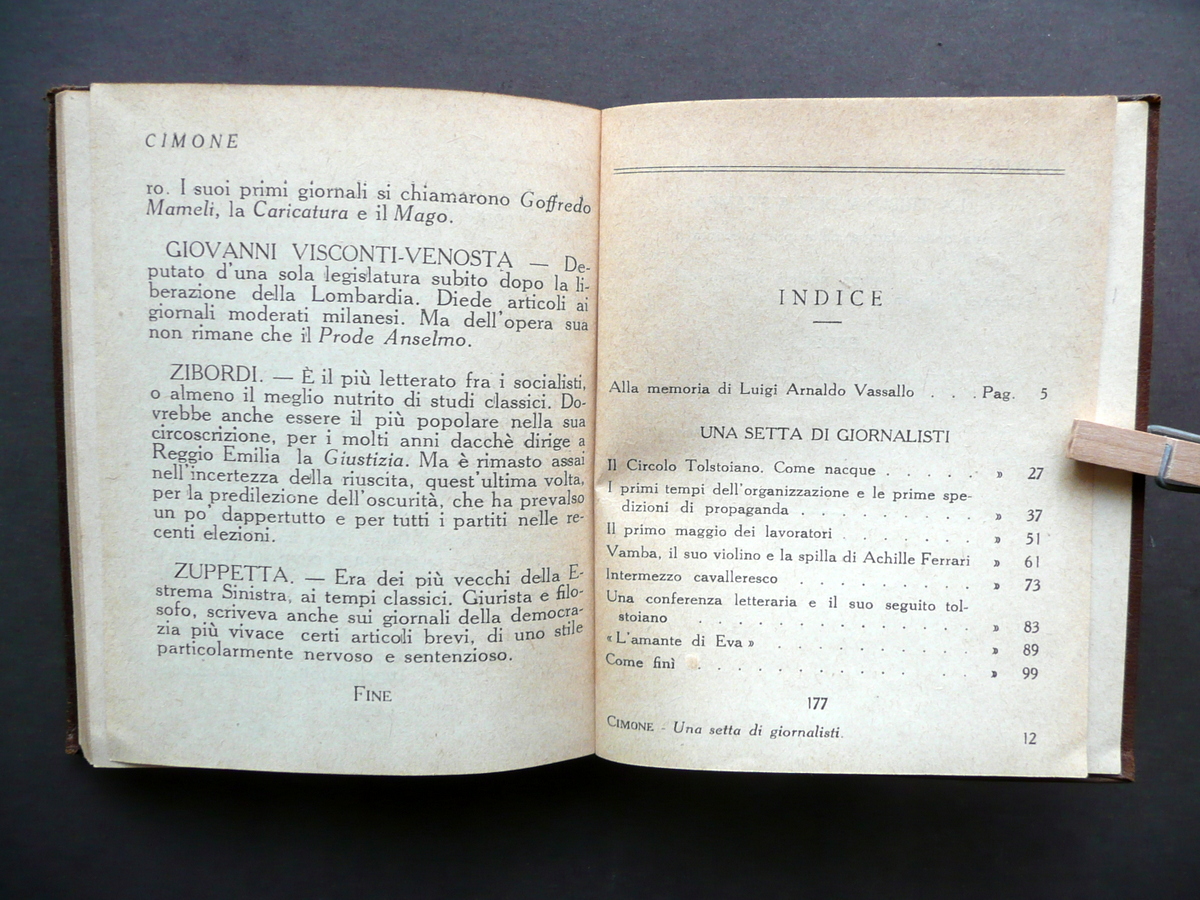 CIMONE
ro. I suoi primi giornali si chiamarono Goffredo
Mameli, la Caricatura e il Mago.
GIOVANNI VISCONTI-VENOSTA — De-
putato d'una sola legislatura subito dopo la li-
berazione della Lombardia. Diede articoli ai
giornali moderati milanesi. Ma dell'opera sua
non rimane che il Prode Anselmo.
ZIBORDI. — È il più letterato fra i socialisti,
o almeno il meglio nutrito di studi classici. Do-
vrebbe anche essere il più popolare nella sua
circoscrizione, per i molti anni dacchè dirige a
Reggio Emilia la Giustizia. Ma è rimasto assai
nell'incertezza della riuscita, quest'ultima volta,
per la predilezione dell'oscurità, che ha prevalso
un po' dappertutto e per tutti i partiti nelle re-
centi elezioni.
ZUPPETTA. — Era dei più vecchi della E-
strema Sinistra, ai tempi classici. Giurista e filo-
sofo, scriveva anche sui giornali della democra-
zia più vivace certi articoli brevi, di uno stile
particolarmente nervoso e sentenzioso.
FINE
INDICE
Alla memoria di Luigi Arnaldo Vassallo . . . Pag. 5
UNA SETTA DI GIORNALISTI
Il Circolo Tolstoiano. Come nacque . . . . . » 27
I primi tempi dell'organizzazione e le prime spe-
dizioni di propaganda . . . . . . . . . » 37
Il primo maggio dei lavoratori . . . . . . . » 51
Vamba, il suo violino e la spilla di Achille Ferrari » 61
Intermezzo cavalleresco . . . . . . . . . » 73
Una conferenza letteraria e il suo seguito tol-
stoiano . . . . . . . . . . . . . » 83
«L'amante di Eva» . . . . . . . . . . » 89
Come finì . . . . . . . . . . . . » 99
177
CIMONE - Una setta di giornalisti.
12